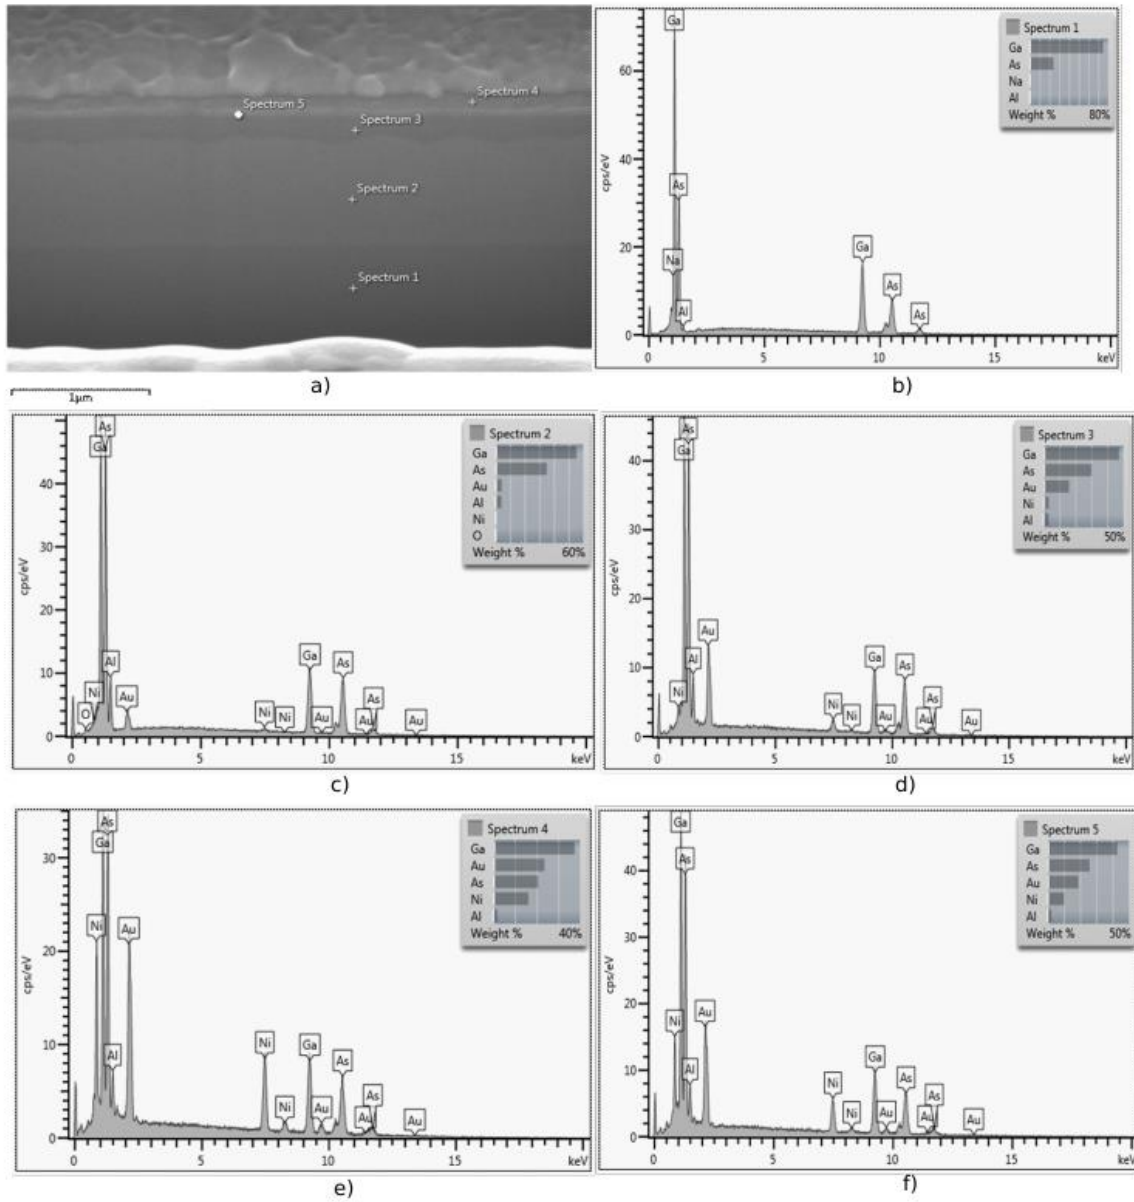 Spectrum 5
Spectrum 4
Spectrum 3
Spectrum 2
Spectrum 1
1µm
a)
Spectrum 1
Ga
As
Na
Al
Weight % 80%
Ga
As
Na
Al
Ga
As
As
cps/eV
60
40
20
0
0 5 10 15 keV
b)
Spectrum 2
Ga
As
Au
Al
Ni
O
Weight % 60%
As
Ga
Al
Ni
Au
O
Ni
Ni
Ga
Au
As
Au
As
Au
cps/eV
40
30
20
10
0
0 5 10 15 keV
c)
Spectrum 3
Ga
As
Au
Ni
Al
Weight % 50%
As
Ga
Au
Al
Ni
Ni
Ni
Ga
Au
As
Au
As
Au
cps/eV
40
30
20
10
0
0 5 10 15 keV
d)
Spectrum 4
Ga
Au
As
Ni
Al
Weight % 40%
As
Ga
Ni
Au
Al
Ni
Ni
Ga
Au
As
Au
As
Au
cps/eV
30
20
10
0
0 5 10 15 keV
e)
Spectrum 5
Ga
As
Au
Ni
Al
Weight % 50%
Ga
As
Ni
Au
Al
Ni
Ni
Ga
Au
As
Au
As
Au
cps/eV
40
30
20
10
0
0 5 10 15 keV
f)